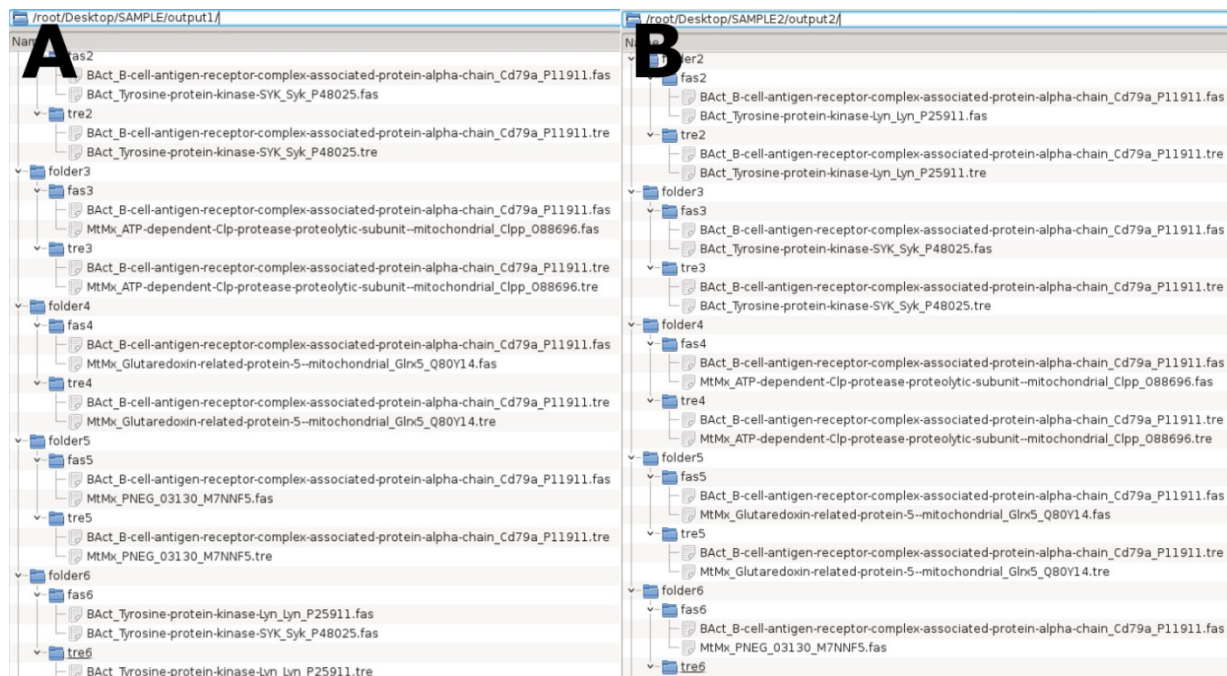 /root/Desktop/SAMPLE/output1/
A
fas2
BAct_B-cell-antigen-receptor-complex-associated-protein-alpha-chain_Cd79a_P11911.fas
BAct_Tyrosine-protein-kinase-SYK_Syk_P48025.fas
tre2
BAct_B-cell-antigen-receptor-complex-associated-protein-alpha-chain_Cd79a_P11911.tre
BAct_Tyrosine-protein-kinase-SYK_Syk_P48025.tre
folder3
fas3
BAct_B-cell-antigen-receptor-complex-associated-protein-alpha-chain_Cd79a_P11911.fas
MtMx_ATP-dependent-Clp-protease-proteolytic-subunit--mitochondrial_Clpp_O88696.fas
tre3
BAct_B-cell-antigen-receptor-complex-associated-protein-alpha-chain_Cd79a_P11911.tre
MtMx_ATP-dependent-Clp-protease-proteolytic-subunit--mitochondrial_Clpp_O88696.tre
folder4
fas4
BAct_B-cell-antigen-receptor-complex-associated-protein-alpha-chain_Cd79a_P11911.fas
MtMx_Glutaredoxin-related-protein-5--mitochondrial_Glrx5_Q80Y14.fas
tre4
BAct_B-cell-antigen-receptor-complex-associated-protein-alpha-chain_Cd79a_P11911.tre
MtMx_Glutaredoxin-related-protein-5--mitochondrial_Glrx5_Q80Y14.tre
folder5
fas5
BAct_B-cell-antigen-receptor-complex-associated-protein-alpha-chain_Cd79a_P11911.fas
MtMx_PNEG_03130_M7NNF5.fas
tre5
BAct_B-cell-antigen-receptor-complex-associated-protein-alpha-chain_Cd79a_P11911.tre
MtMx_PNEG_03130_M7NNF5.tre
folder6
fas6
BAct_Tyrosine-protein-kinase-Lyn_Lyn_P25911.fas
BAct_Tyrosine-protein-kinase-SYK_Syk_P48025.fas
tre6
BAct_Tyrosine-protein-kinase-Lyn_Lyn_P25911.tre
/root/Desktop/SAMPLE2/output2/
B
folder2
fas2
BAct_B-cell-antigen-receptor-complex-associated-protein-alpha-chain_Cd79a_P11911.fas
BAct_Tyrosine-protein-kinase-Lyn_Lyn_P25911.fas
tre2
BAct_B-cell-antigen-receptor-complex-associated-protein-alpha-chain_Cd79a_P11911.tre
BAct_Tyrosine-protein-kinase-Lyn_Lyn_P25911.tre
folder3
fas3
BAct_B-cell-antigen-receptor-complex-associated-protein-alpha-chain_Cd79a_P11911.fas
BAct_Tyrosine-protein-kinase-SYK_Syk_P48025.fas
tre3
BAct_B-cell-antigen-receptor-complex-associated-protein-alpha-chain_Cd79a_P11911.tre
BAct_Tyrosine-protein-kinase-SYK_Syk_P48025.tre
folder4
fas4
BAct_B-cell-antigen-receptor-complex-associated-protein-alpha-chain_Cd79a_P11911.fas
MtMx_ATP-dependent-Clp-protease-proteolytic-subunit--mitochondrial_Clpp_O88696.fas
tre4
BAct_B-cell-antigen-receptor-complex-associated-protein-alpha-chain_Cd79a_P11911.tre
MtMx_ATP-dependent-Clp-protease-proteolytic-subunit--mitochondrial_Clpp_O88696.tre
folder5
fas5
BAct_B-cell-antigen-receptor-complex-associated-protein-alpha-chain_Cd79a_P11911.fas
MtMx_Glutaredoxin-related-protein-5--mitochondrial_Glrx5_Q80Y14.fas
tre5
BAct_B-cell-antigen-receptor-complex-associated-protein-alpha-chain_Cd79a_P11911.tre
MtMx_Glutaredoxin-related-protein-5--mitochondrial_Glrx5_Q80Y14.tre
folder6
fas6
BAct_B-cell-antigen-receptor-complex-associated-protein-alpha-chain_Cd79a_P11911.fas
MtMx_PNEG_03130_M7NNF5.fas
tre6